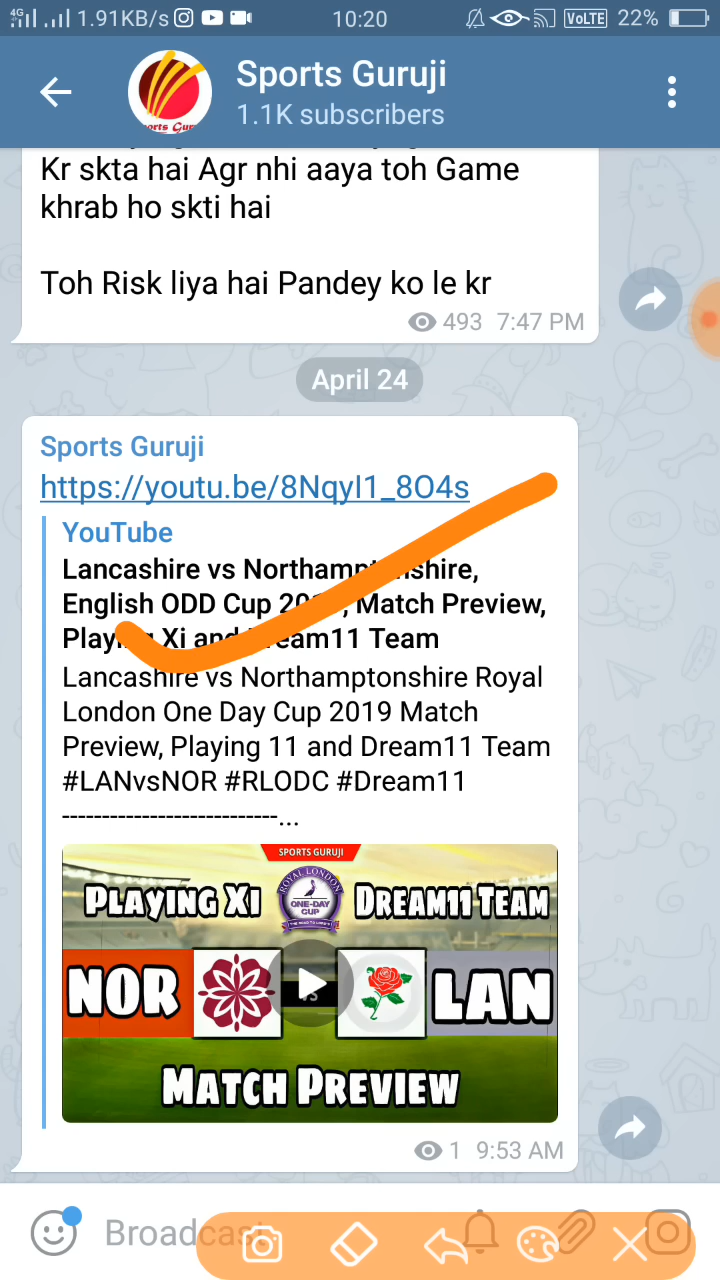 4G 1.91KB/s 10:20 VoLTE 22%
Sports Guruji
1.1K subscribers
Kr skta hai Agr nhi aaya toh Game
khrab ho skti hai
Toh Risk liya hai Pandey ko le kr
493 7:47 PM
April 24
Sports Guruji
https://youtu.be/8NqyI1_8O4s
YouTube
Lancashire vs Northamptonshire,
English ODD Cup Match Preview,
Playing Xi and Dream11 Team
Lancashire vs Northamptonshire Royal
London One Day Cup 2019 Match
Preview, Playing 11 and Dream11 Team
#LANvsNOR #RLODC #Dream11
---------------------------...
SPORTS GURUJI
PLAYING XI
ROYAL LONDON
ONE-DAY
CUP
DREAM11 TEAM
NOR
LAN
MATCH PREVIEW
1 9:53 AM
Broadcast